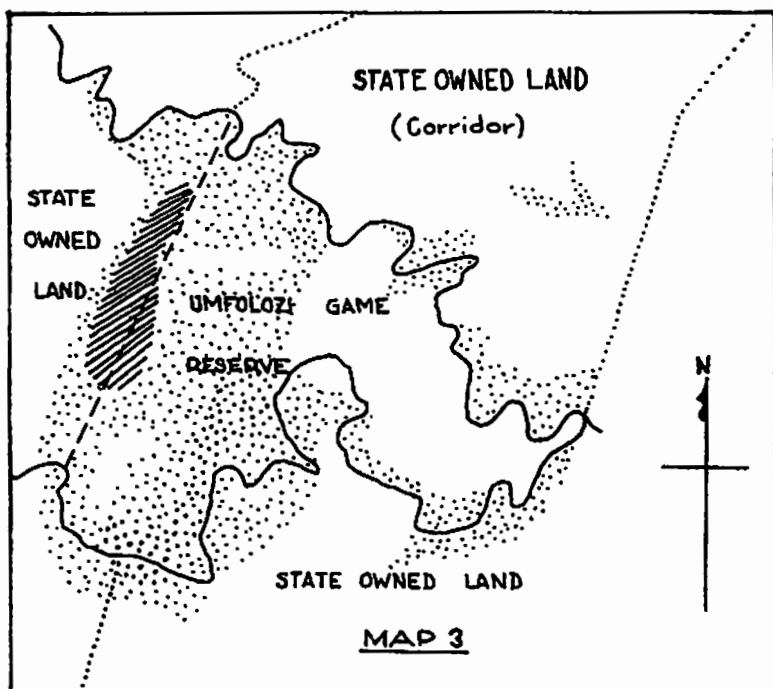 STATE OWNED LAND
(Corridor)
STATE
OWNED
LAND
UMFOLOZI GAME
RESERVE
N
STATE OWNED LAND
MAP 3